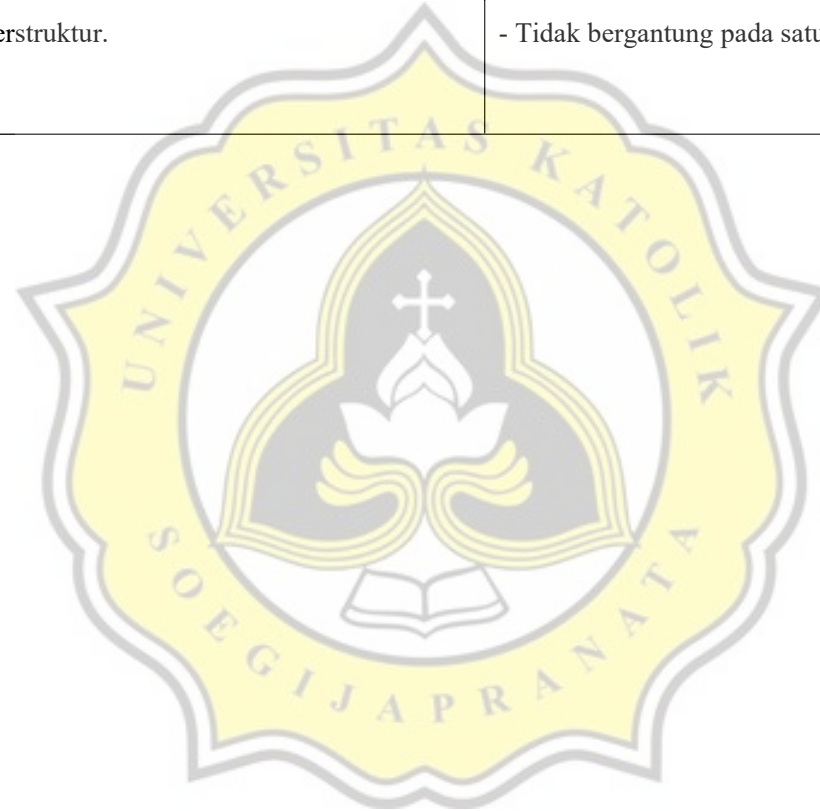 erstruktur.
- Tidak bergantung pada satu
UNIVERSITAS KATOLIK
SOEGIJAPRANATA